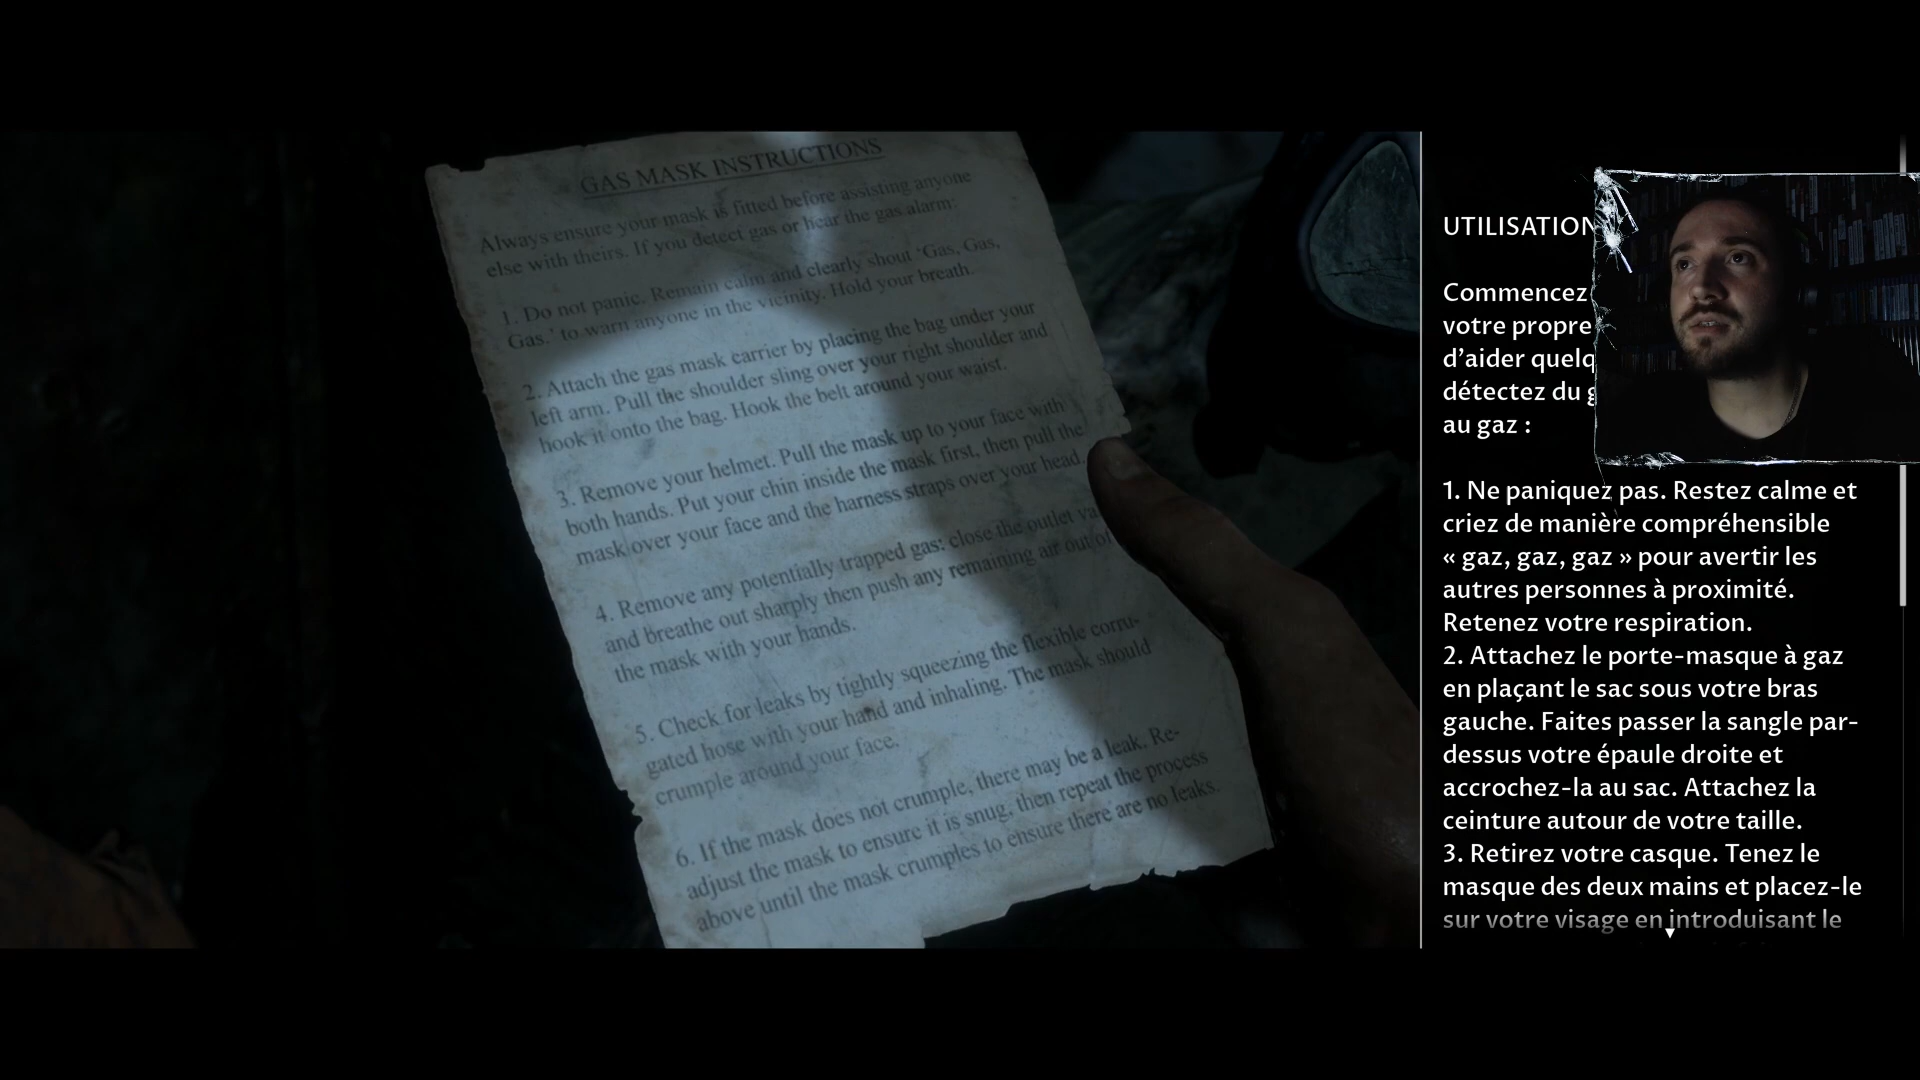 GAS MASK INSTRUCTIONS
Always ensure your mask is fitted before assisting anyone
else with theirs. If you detect gas or hear the gas alarm:
1. Do not panic. Remain calm and clearly shout ‘Gas, Gas,
Gas.’ to warn anyone in the vicinity. Hold your breath.
2. Attach the gas mask carrier by placing the bag under your
left arm. Pull the shoulder sling over your right shoulder and
hook it onto the bag. Hook the belt around your waist.
3. Remove your helmet. Pull the mask up to your face with
both hands. Put your chin inside the mask first, then pull the
mask over your face and the harness straps over your head.
4. Remove any potentially trapped gas: close the outlet va
and breathe out sharply then push any remaining air out of
the mask with your hands.
5. Check for leaks by tightly squeezing the flexible corru-
gated hose with your hand and inhaling. The mask should
crumple around your face.
6. If the mask does not crumple, there may be a leak. Re-
adjust the mask to ensure it is snug, then repeat the process
above until the mask crumples to ensure there are no leaks.
UTILISATION
Commencez
votre propre
d’aider quelq
détectez du g
au gaz :
1. Ne paniquez pas. Restez calme et
criez de manière compréhensible
« gaz, gaz, gaz » pour avertir les
autres personnes à proximité.
Retenez votre respiration.
2. Attachez le porte-masque à gaz
en plaçant le sac sous votre bras
gauche. Faites passer la sangle par-
dessus votre épaule droite et
accrochez-la au sac. Attachez la
ceinture autour de votre taille.
3. Retirez votre casque. Tenez le
masque des deux mains et placez-le
sur votre visage en introduisant le